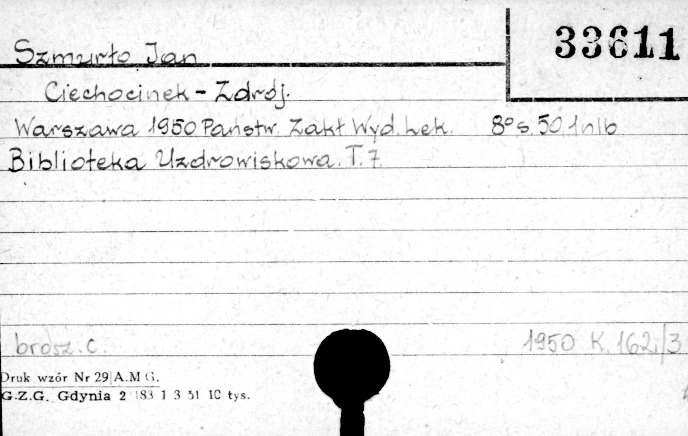 33611
Szmurło Jan
Ciechocinek - Zdrój.
Warszawa 1950 Państw. Zakł. Wyd. Lek. 8° s. 50, 1 nlb
Biblioteka Uzdrowiskowa. T. 7.
brosz. c. 1950 K. 162/3
Druk wzór Nr 29 A.M G.
G.Z.G. Gdynia 2 183 1 3 51 10 tys.